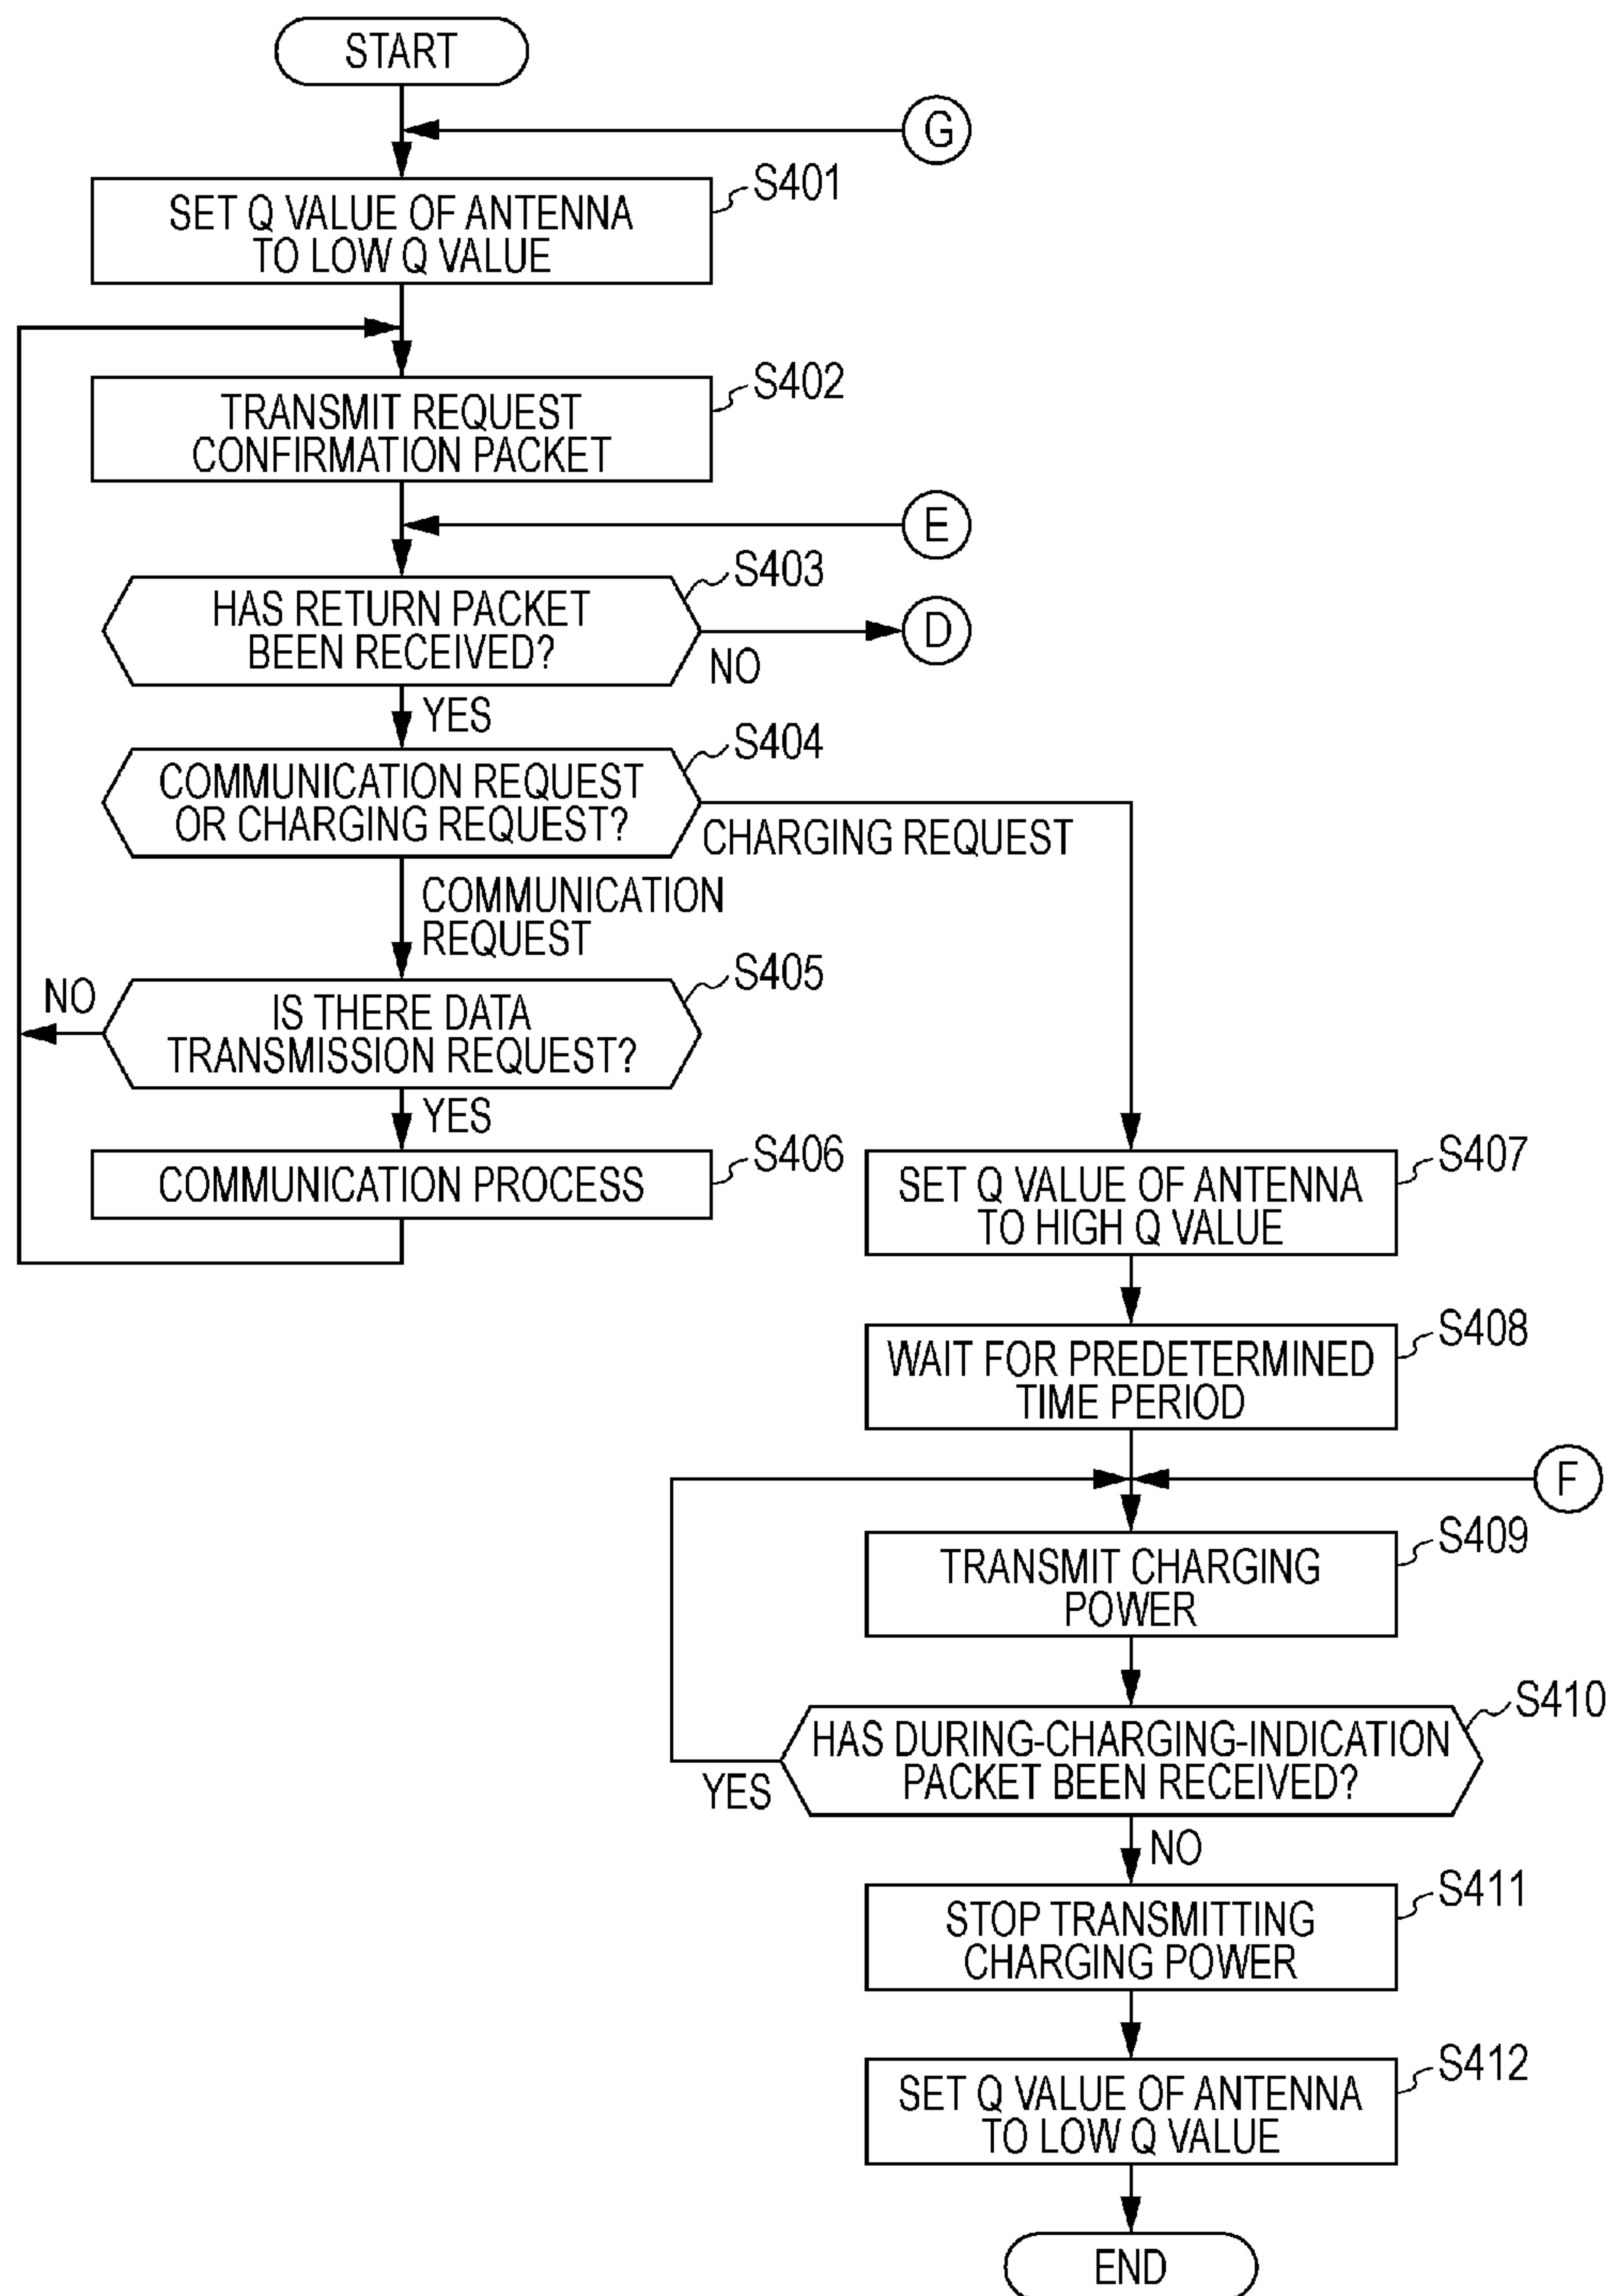 START
G
S401
SET Q VALUE OF ANTENNA
TO LOW Q VALUE
S402
TRANSMIT REQUEST
CONFIRMATION PACKET
E
S403
HAS RETURN PACKET
BEEN RECEIVED?
D
NO
YES
S404
COMMUNICATION REQUEST
OR CHARGING REQUEST?
CHARGING REQUEST
COMMUNICATION
REQUEST
S405
NO
IS THERE DATA
TRANSMISSION REQUEST?
YES
S406
COMMUNICATION PROCESS
S407
SET Q VALUE OF ANTENNA
TO HIGH Q VALUE
S408
WAIT FOR PREDETERMINED
TIME PERIOD
F
S409
TRANSMIT CHARGING
POWER
S410
HAS DURING-CHARGING-INDICATION
PACKET BEEN RECEIVED?
YES
NO
S411
STOP TRANSMITTING
CHARGING POWER
S412
SET Q VALUE OF ANTENNA
TO LOW Q VALUE
END